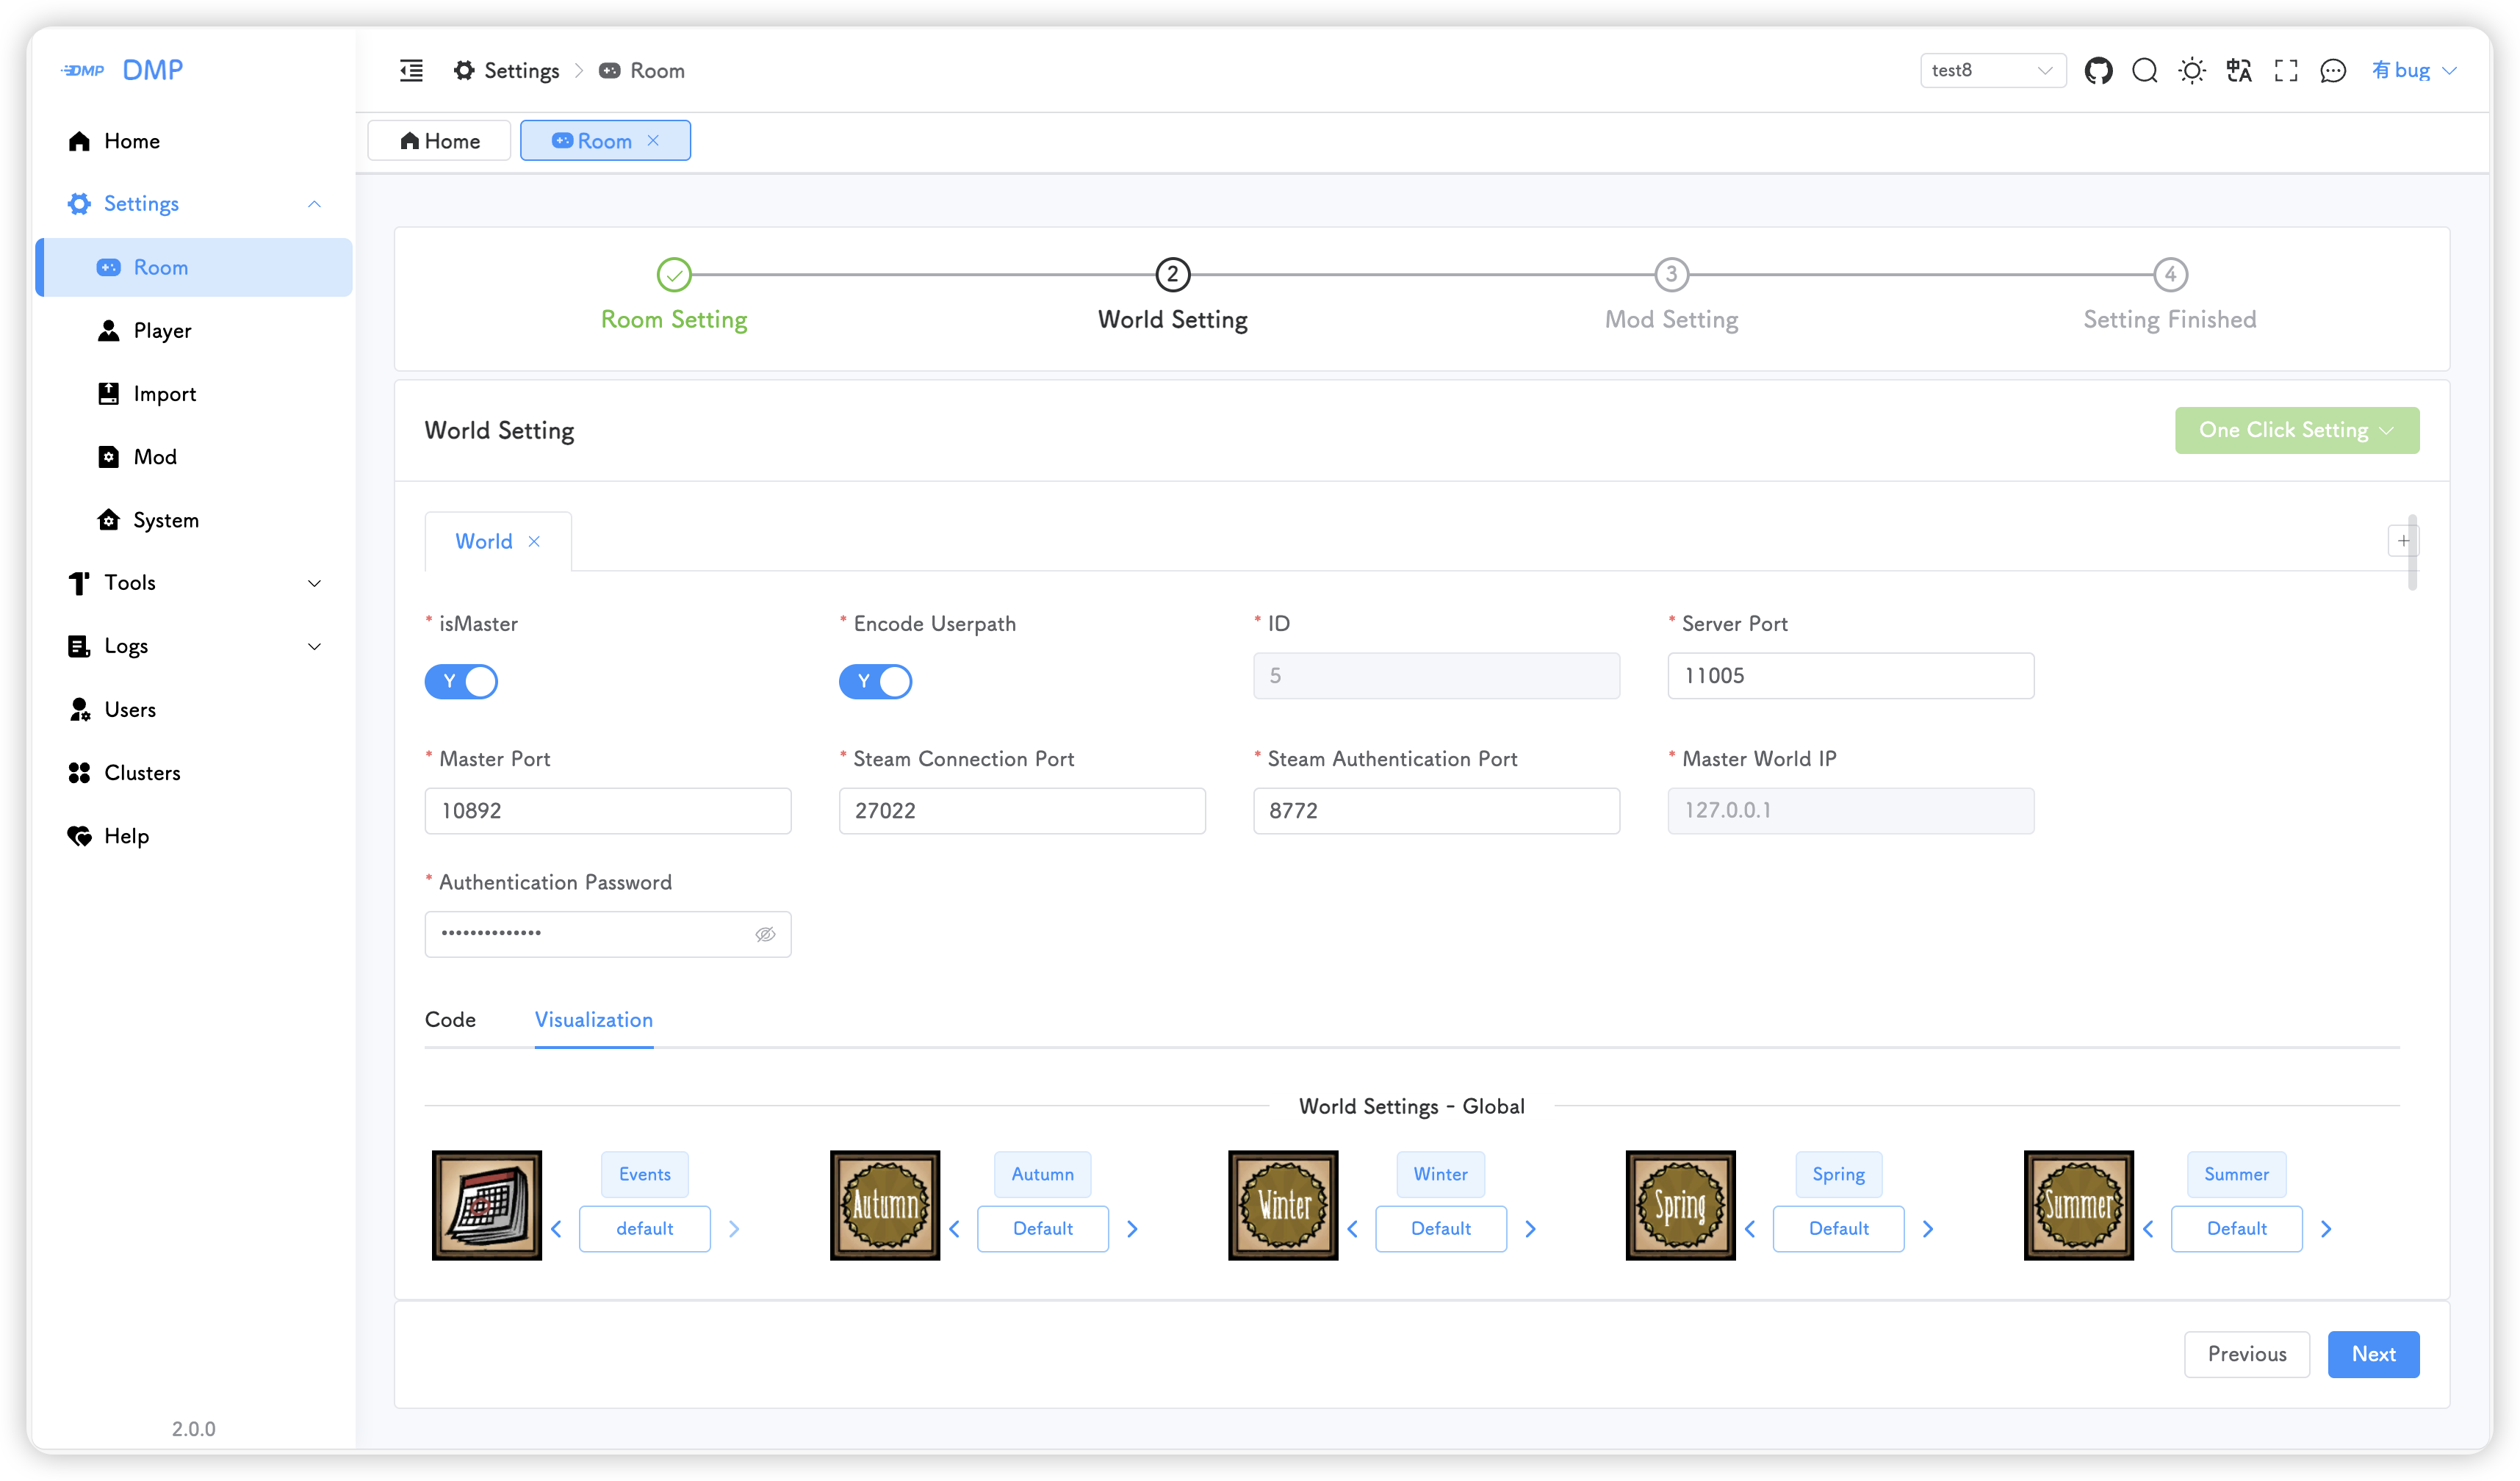 DMP DMP
Settings Room
test8
有 bug
Home
Settings
Room
Player
Import
Mod
System
Tools
Logs
Users
Clusters
Help
2.0.0
Home Room
2 3 4
Room Setting World Setting Mod Setting Setting Finished
World Setting
One Click Setting
World
* isMaster * Encode Userpath * ID * Server Port
Y Y 5 11005
* Master Port * Steam Connection Port * Steam Authentication Port * Master World IP
10892 27022 8772 127.0.0.1
* Authentication Password
••••••••••••••
Code Visualization
World Settings - Global
Events Autumn Autumn Winter Winter Spring Spring Summer Summer
default Default Default Default Default
Previous Next